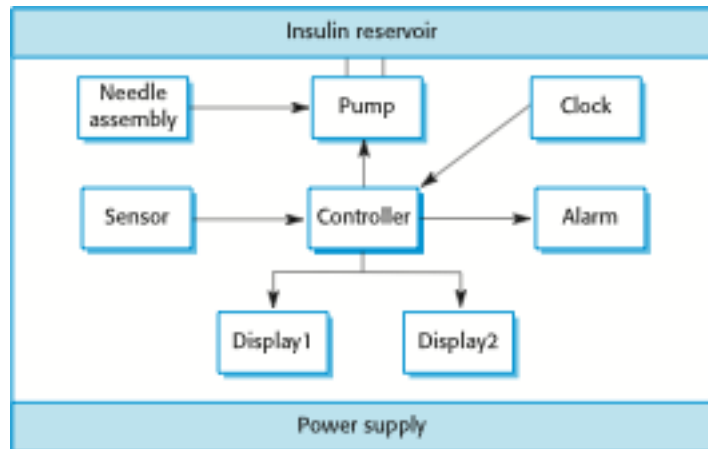 Insulin reservoir
Needle
assembly
Pump
Clock
Sensor
Controller
Alarm
Display1
Display2
Power supply